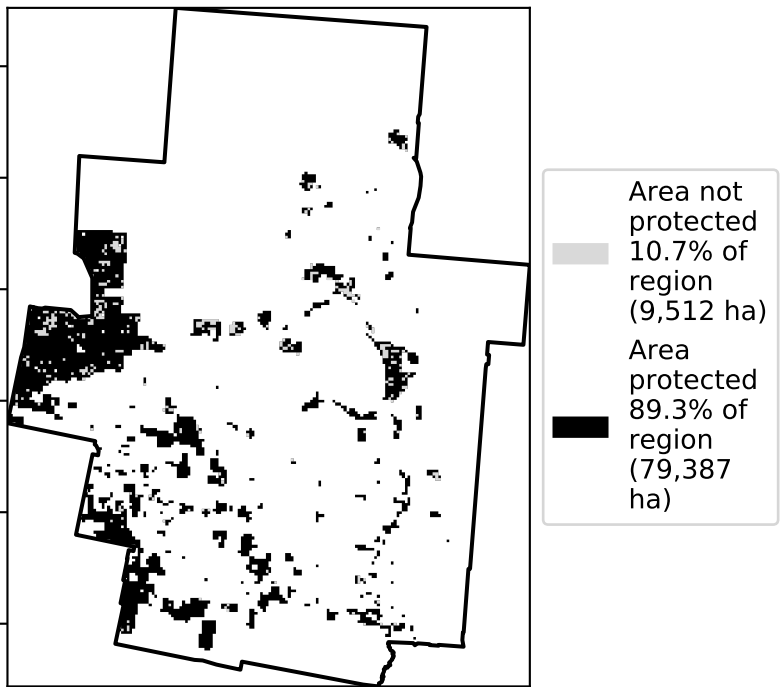 Area not
protected
10.7% of
region
(9,512 ha)
Area
protected
89.3% of
region
(79,387
ha)